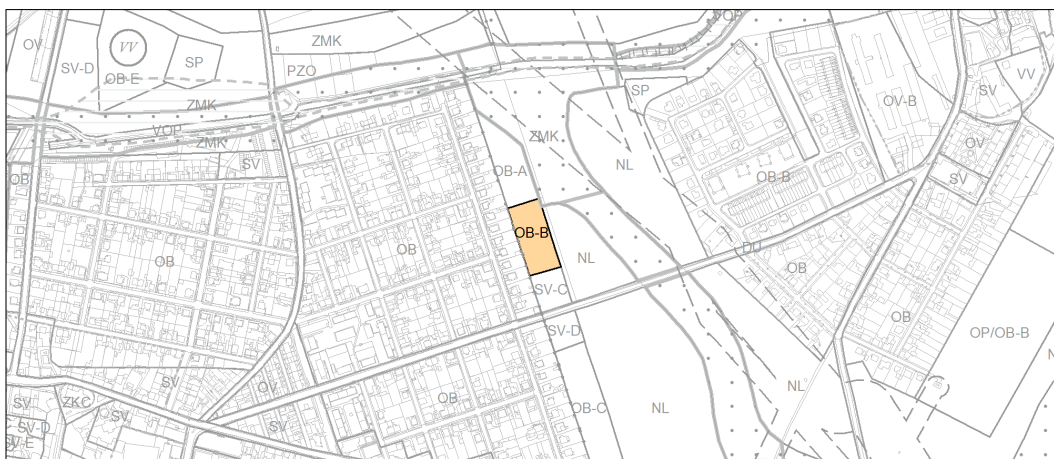 OV
VV
SV-D
OB-E
SP
ZMK
PZO
VOP
SP
OV-B
SV
VV
ZMK
VOP
ZMK
SV
OB
ZMK
NL
OB-A
OB-B
OV
SV
OB
OB
OB-B
NL
DU
OB
SV-C
SV-D
OB
OP/OB-B
SV
OV
OB
OB-C
NL
NL
SV
ZKC
SV
SV-D
SV-E
SV